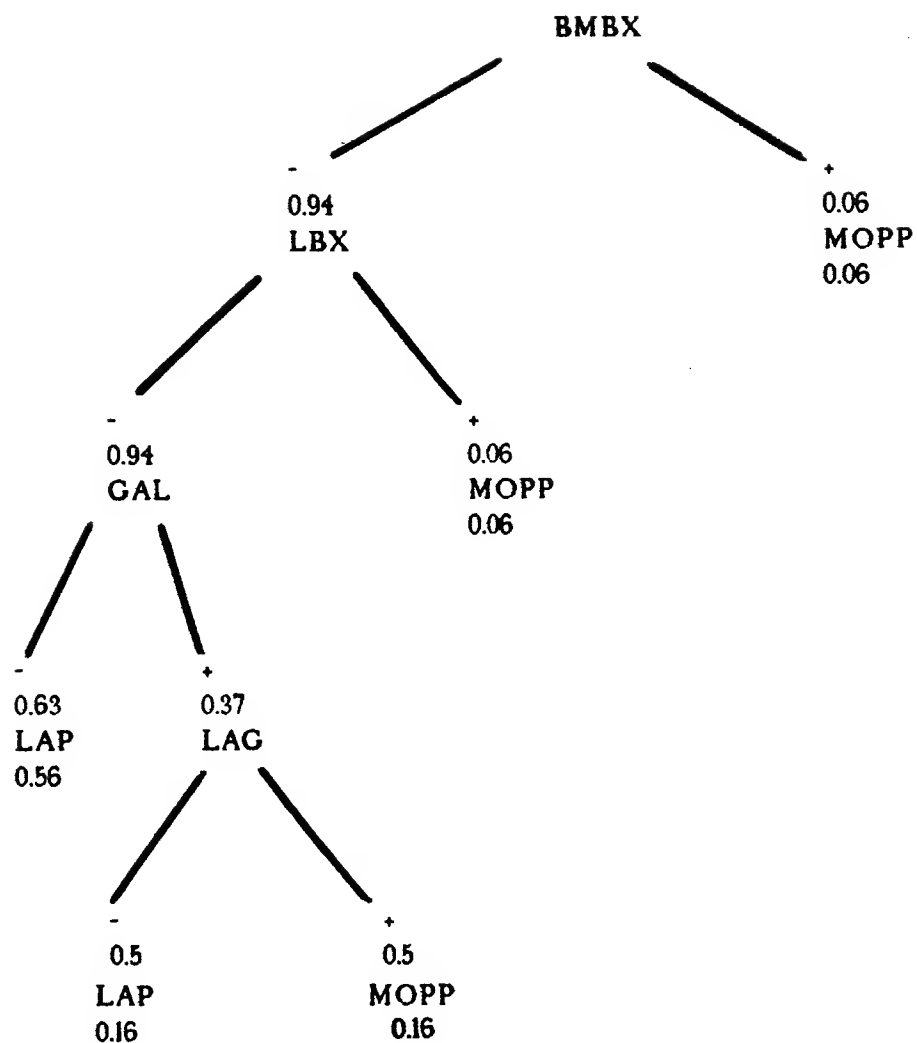 BMBX
-
0.94
LBX
+
0.06
MOPP
0.06
-
0.94
GAL
+
0.06
MOPP
0.06
-
0.63
LAP
0.56
+
0.37
LAG
-
0.5
LAP
0.16
+
0.5
MOPP
0.16